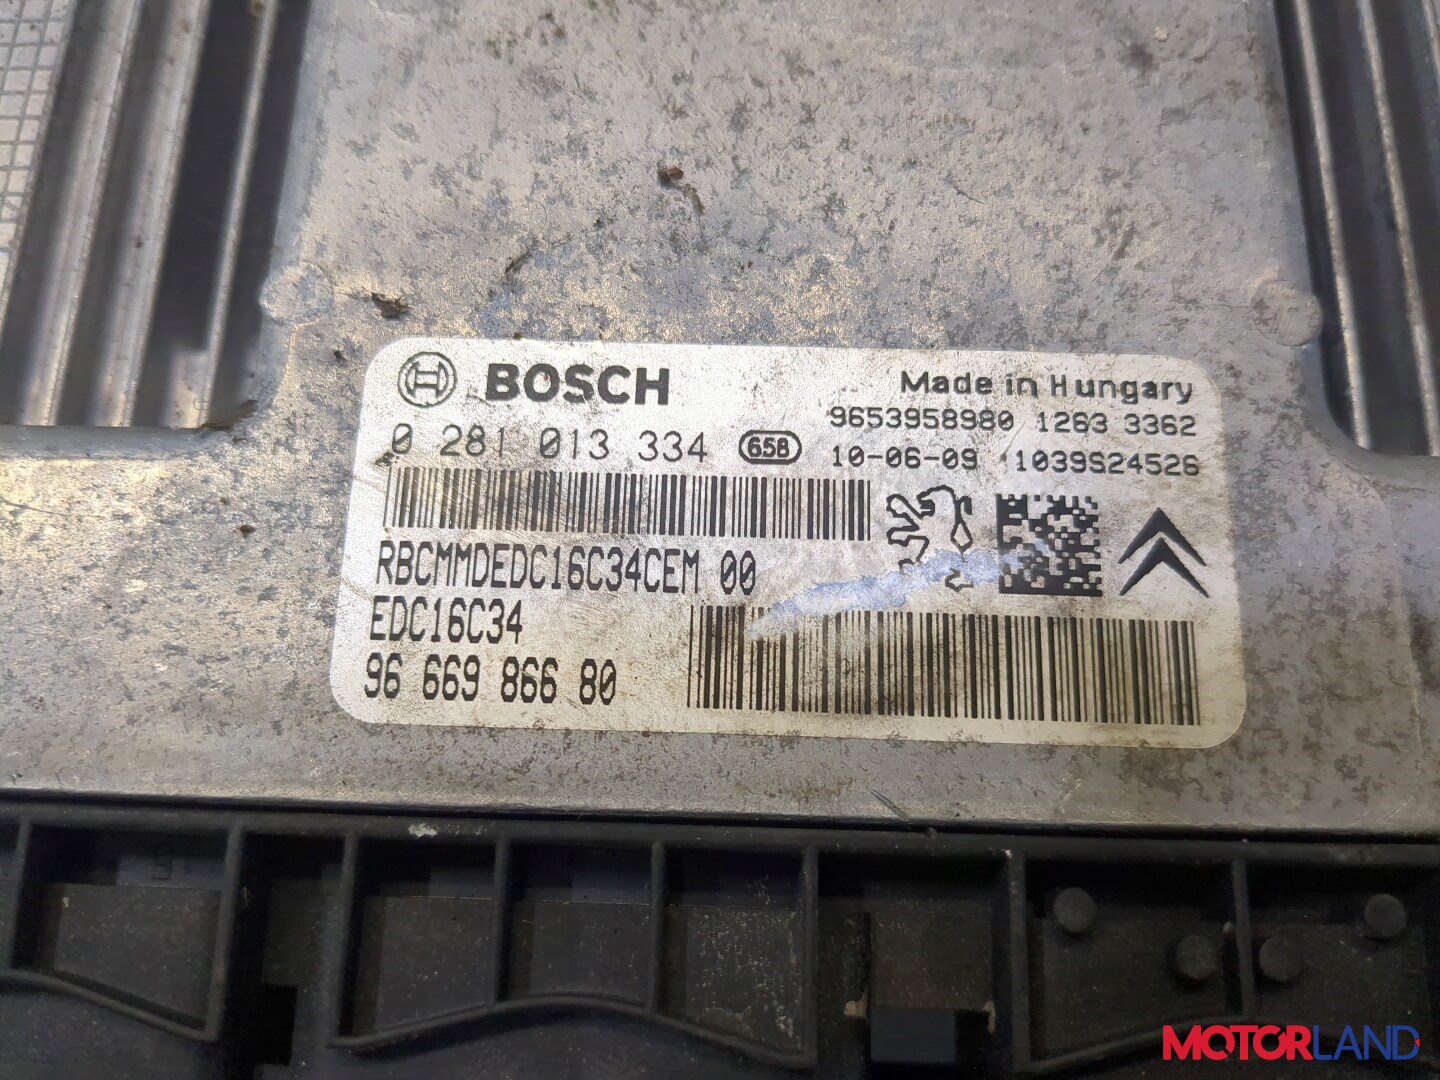 BOSCH
Made in Hungary
9653958980 1263 3362
0 281 013 334 658
10-06-09 1039S24526
RBCMMDEDC16C34CEM 00
EDC16C34
96 669 866 80
MOTORLAND